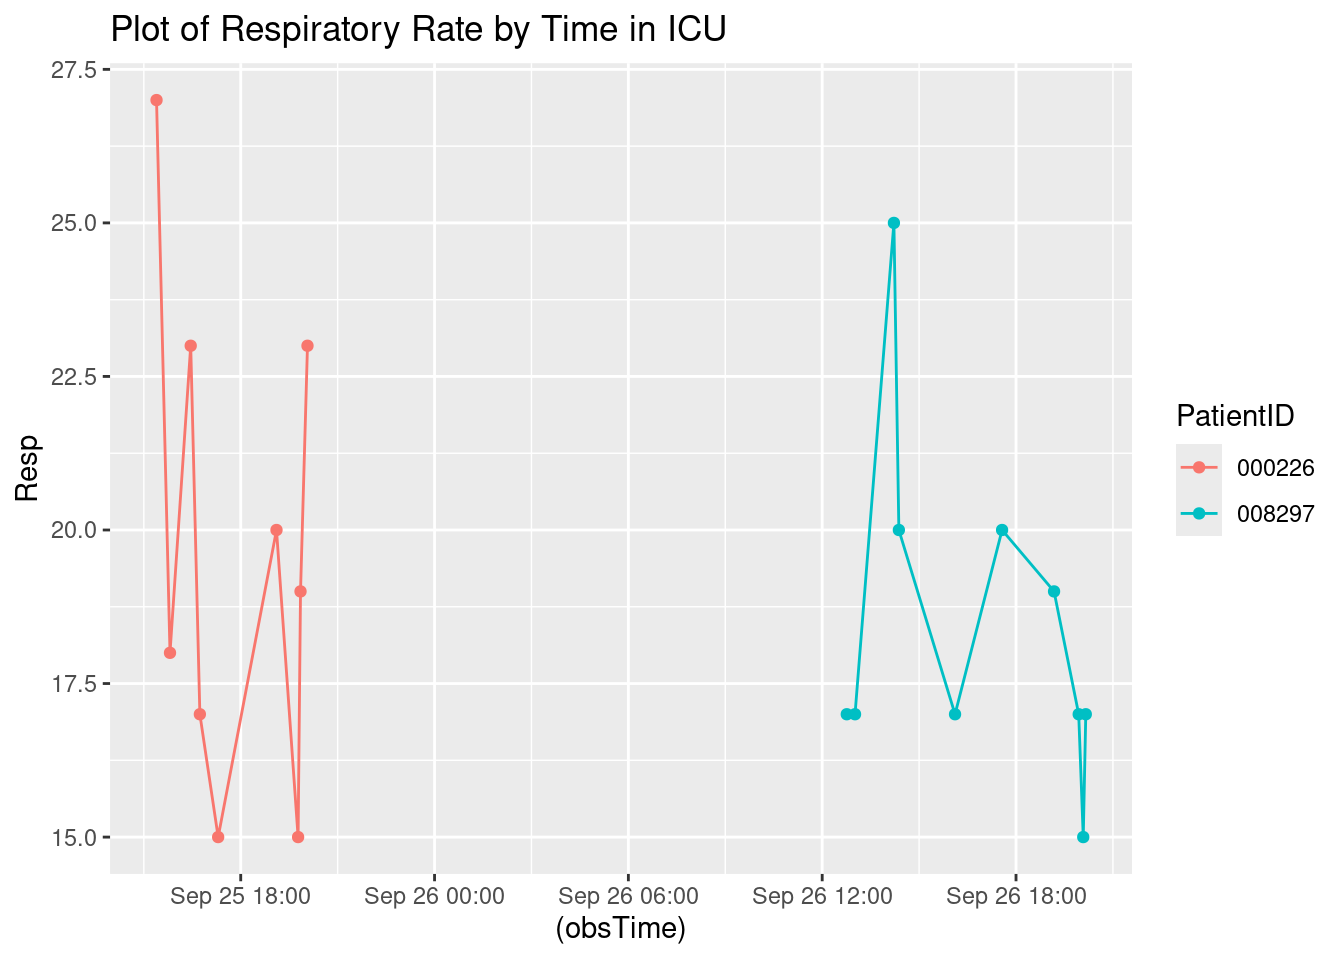 Plot of Respiratory Rate by Time in ICU
27.5
25.0
22.5
20.0
17.5
15.0
Resp
Sep 25 18:00
Sep 26 00:00
Sep 26 06:00
Sep 26 12:00
Sep 26 18:00
(obsTime)
PatientID
000226
008297